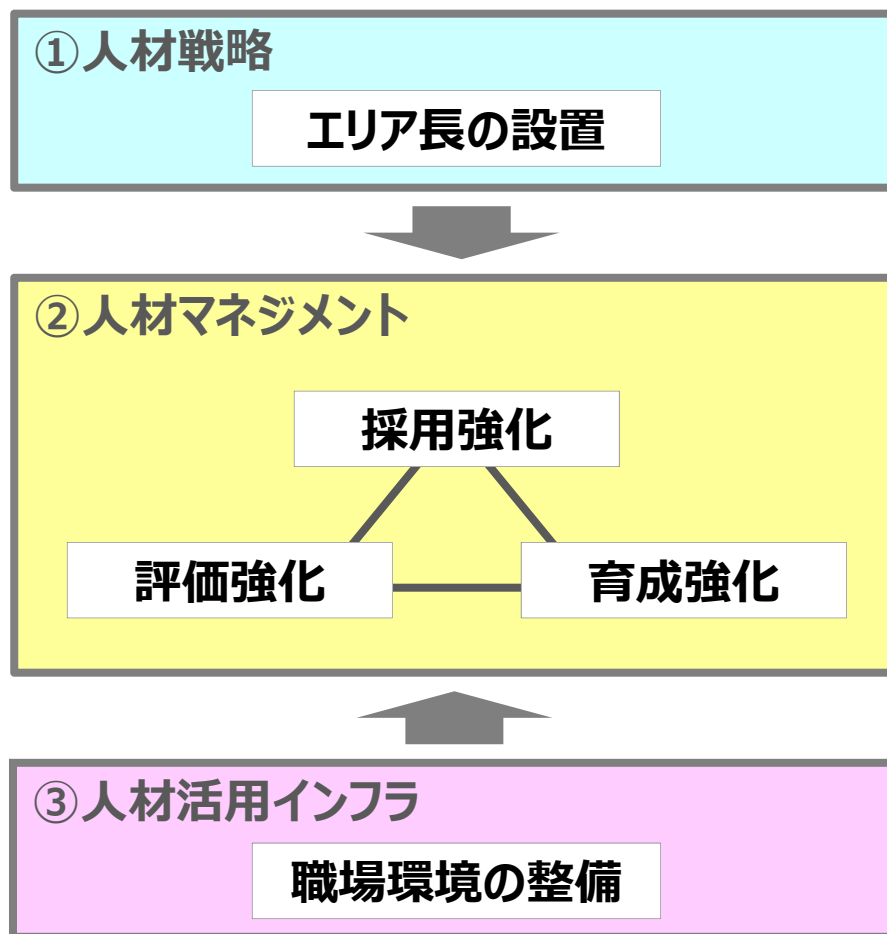 ①人材戦略
エリア長の設置
②人材マネジメント
採用強化
評価強化
育成強化
③人材活用インフラ
職場環境の整備